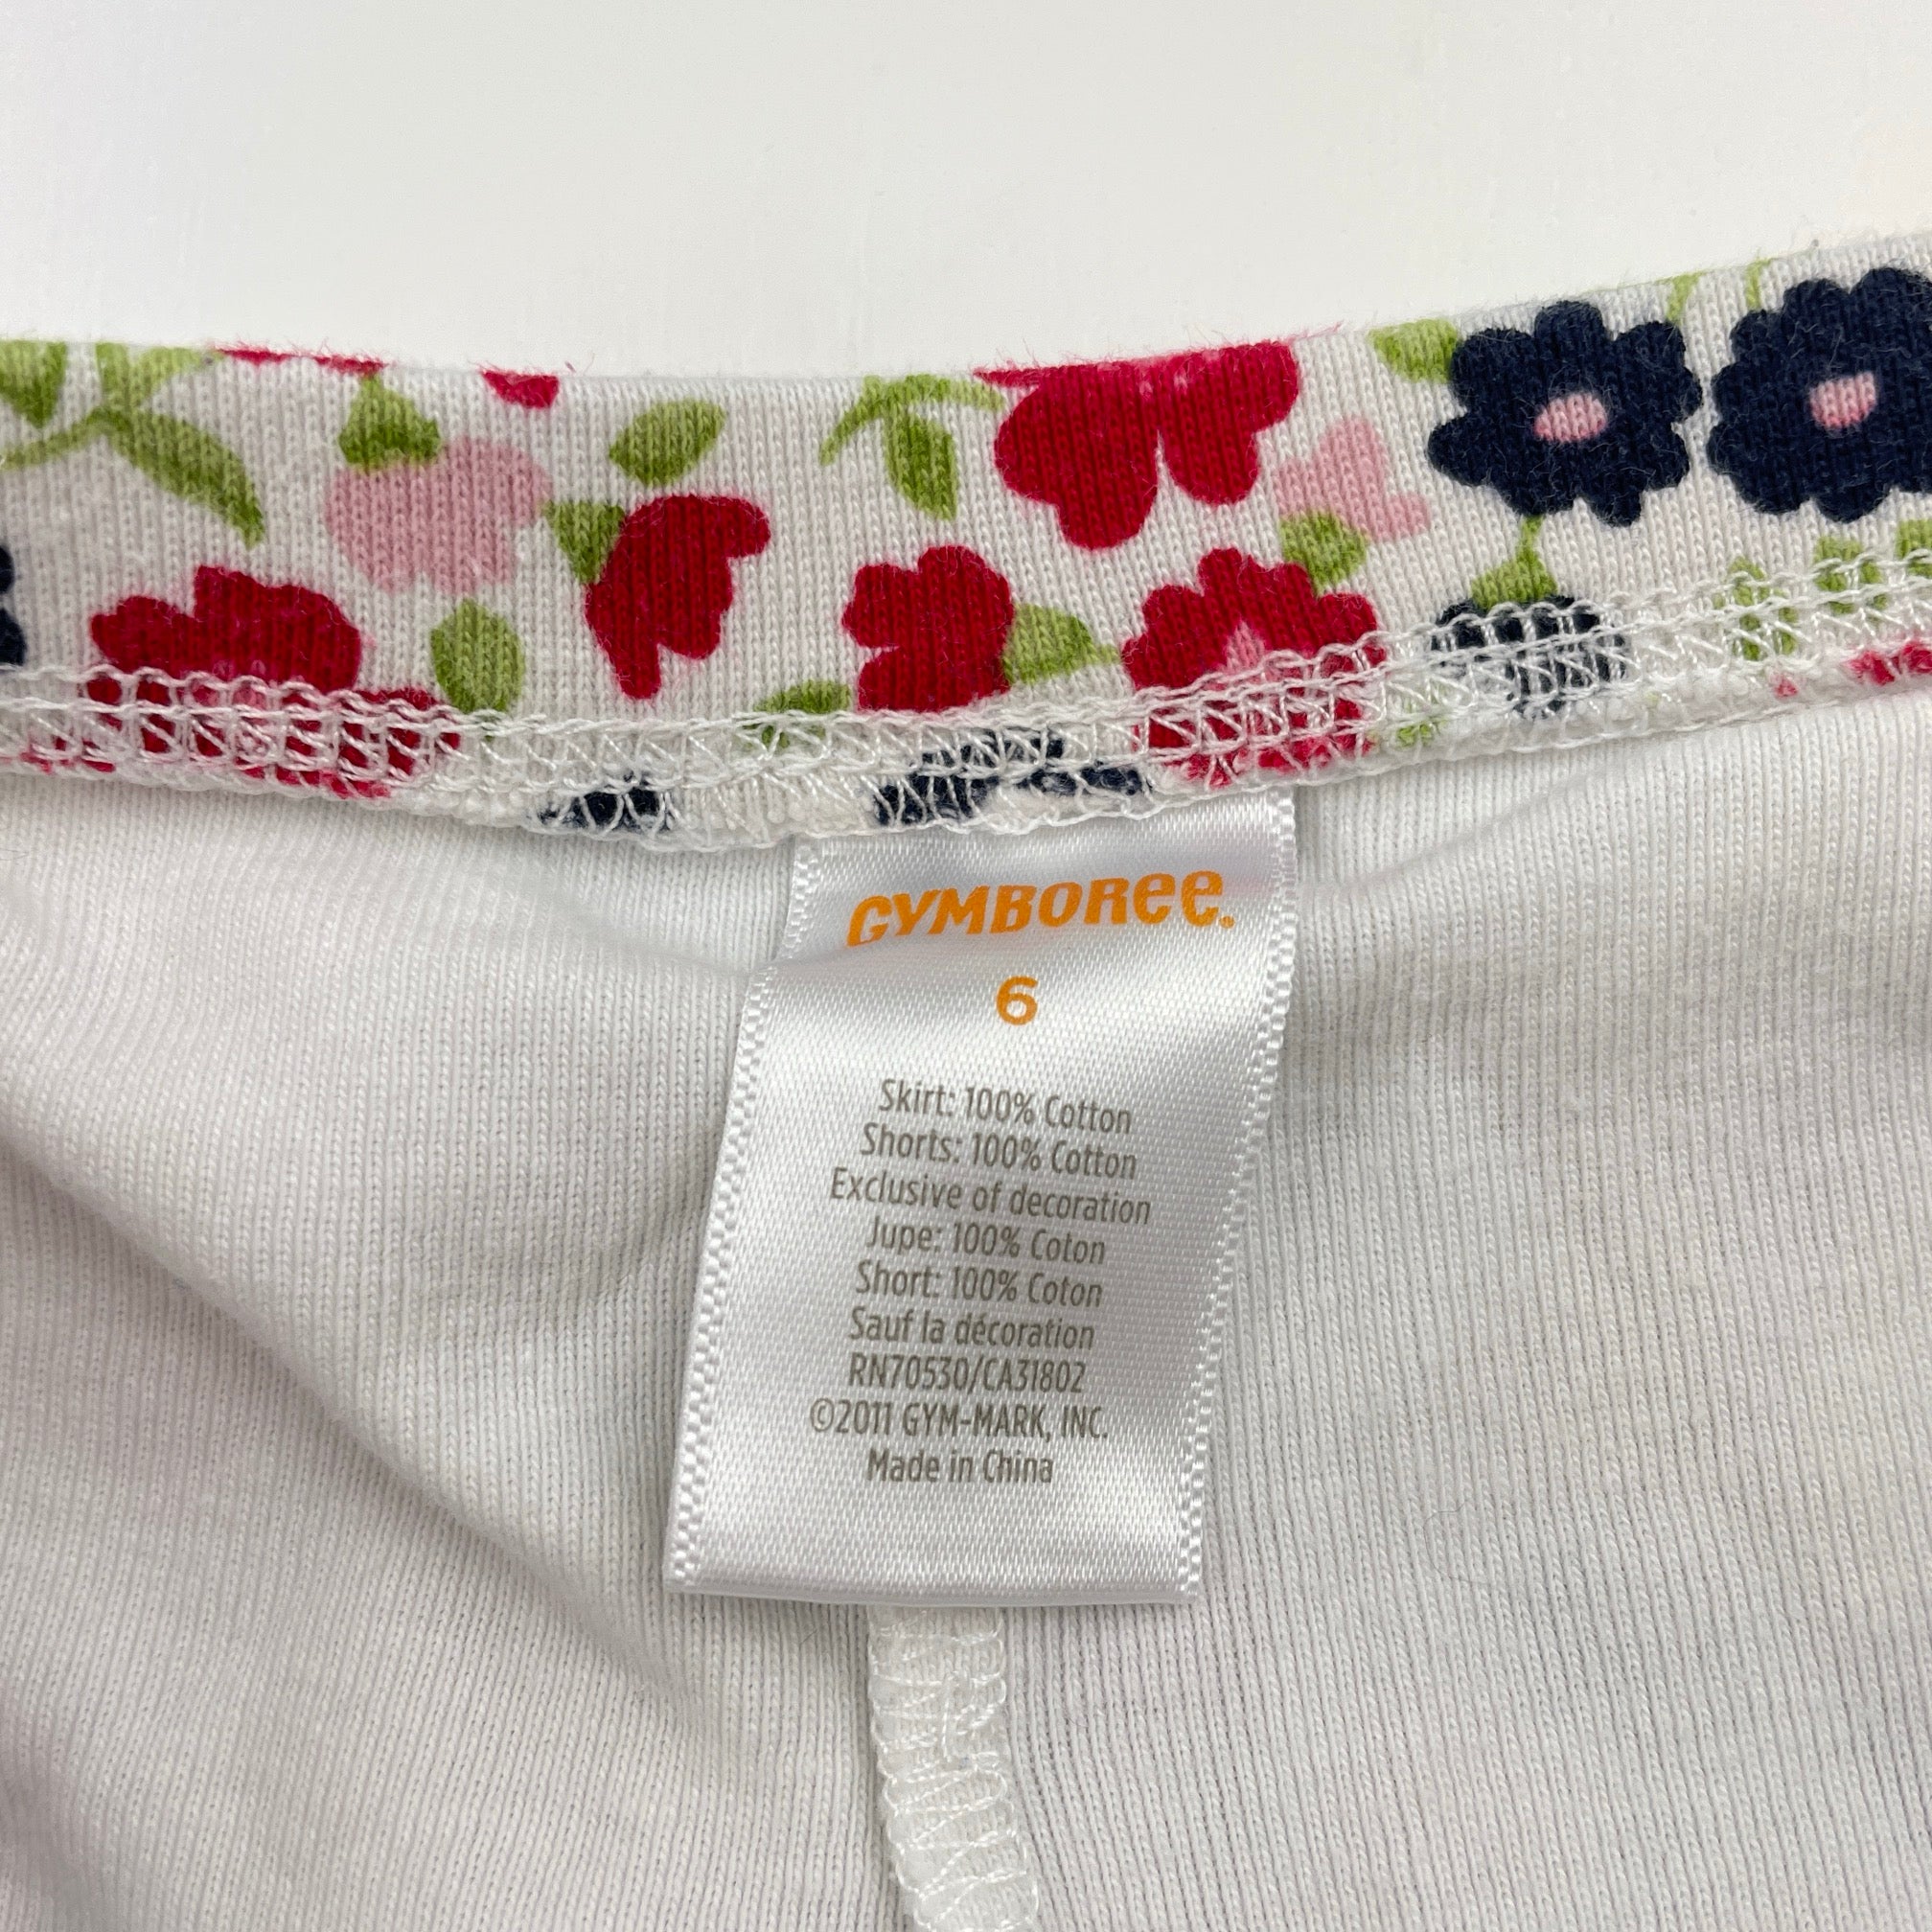 GYMBOREE.
6
Skirt: 100% Cotton
Shorts: 100% Cotton
Exclusive of decoration
Jupe: 100% Coton
Short: 100% Coton
Sauf la décoration
RN70530/CA31802
©2011 GYM-MARK, INC.
Made in China